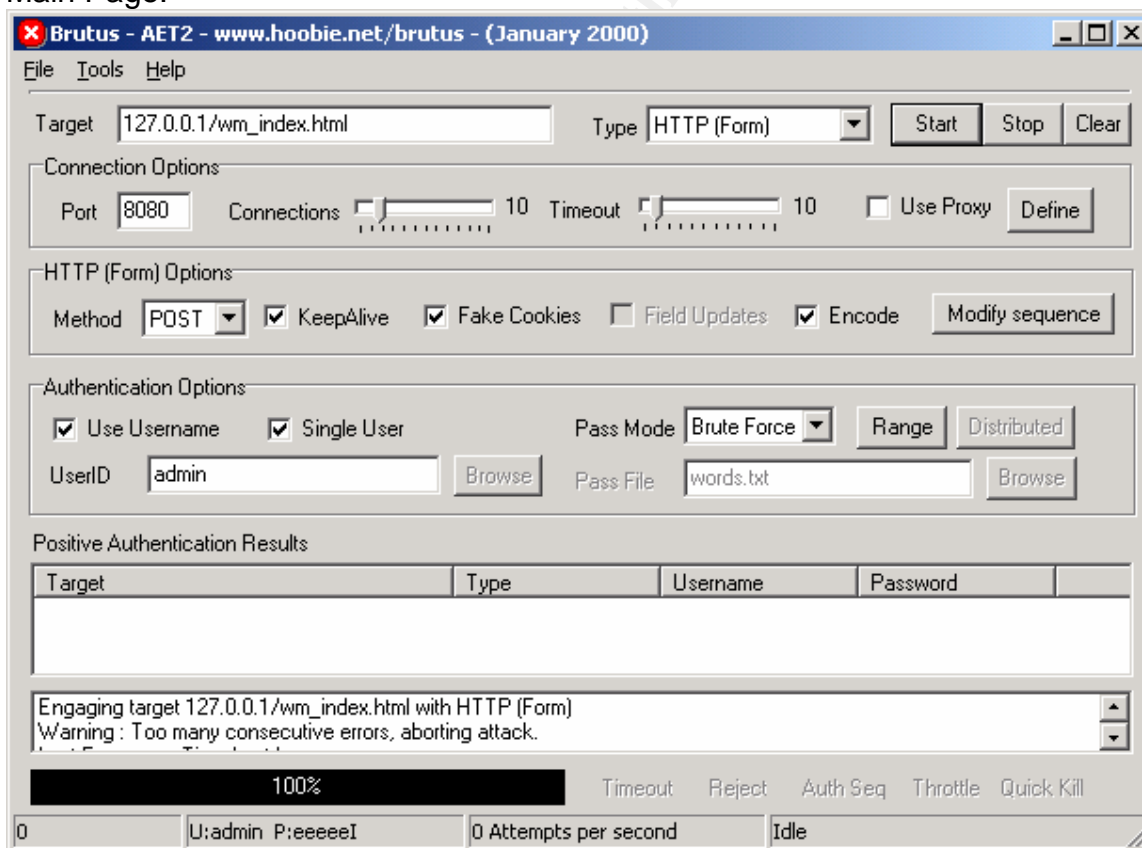 Main Page:
Brutus - AET2 - www.hoobie.net/brutus - (January 2000)
File Tools Help
Target 127.0.0.1/wm_index.html Type HTTP (Form) Start Stop Clear
Connection Options
Port 8080 Connections 10 Timeout 10 Use Proxy Define
HTTP (Form) Options
Method POST KeepAlive Fake Cookies Field Updates Encode Modify sequence
Authentication Options
Use Username Single User Pass Mode Brute Force Range Distributed
UserID admin Browse Pass File words.txt Browse
Positive Authentication Results
Target Type Username Password
Engaging target 127.0.0.1/wm_index.html with HTTP (Form)
Warning : Too many consecutive errors, aborting attack.
100% Timeout Reject Auth Seq Throttle Quick Kill
0 U:admin P:eeeeeI 0 Attempts per second Idle